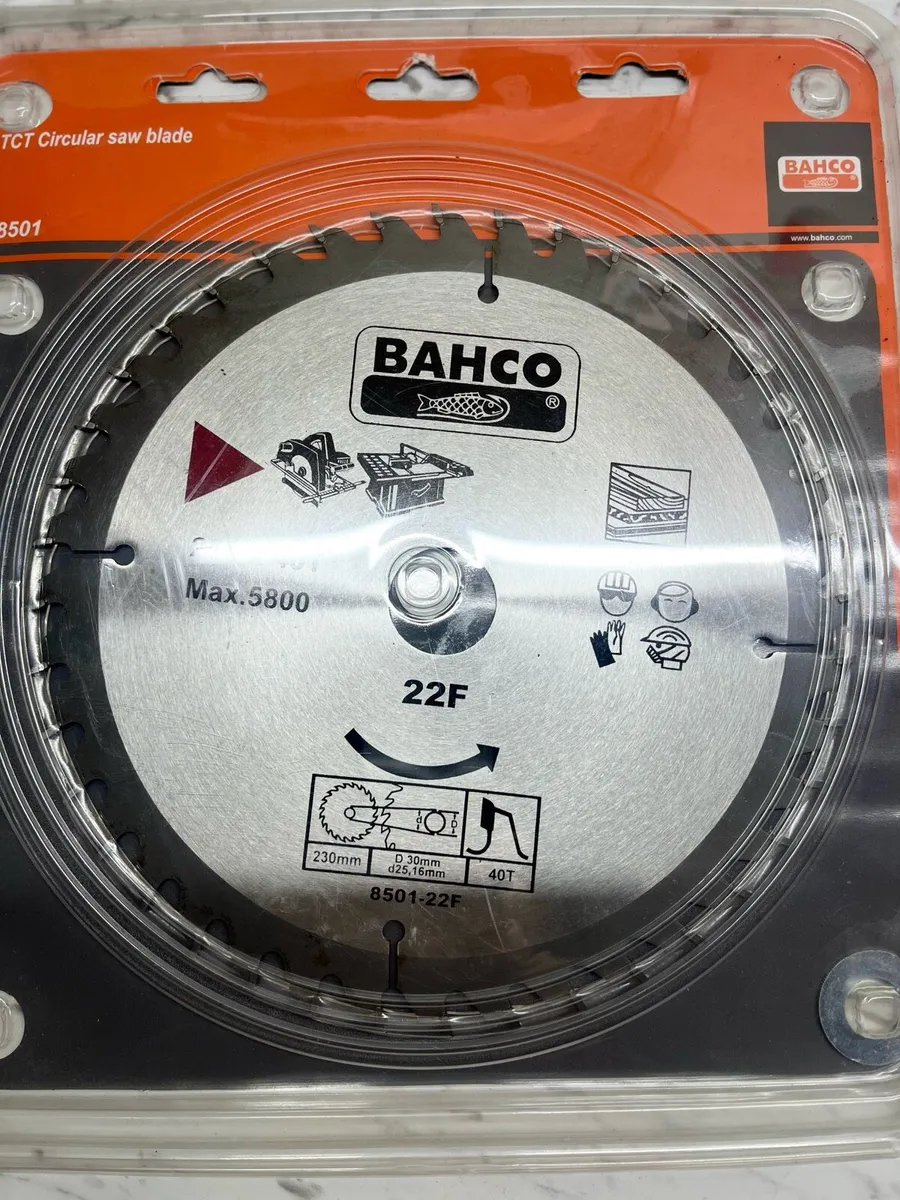 TCT Circular saw blade
BAHCO
8501
www.bahco.com
BAHCO
®
Max.5800
22F
d D
230mm
D 30mm
d25,16mm
40T
8501-22F